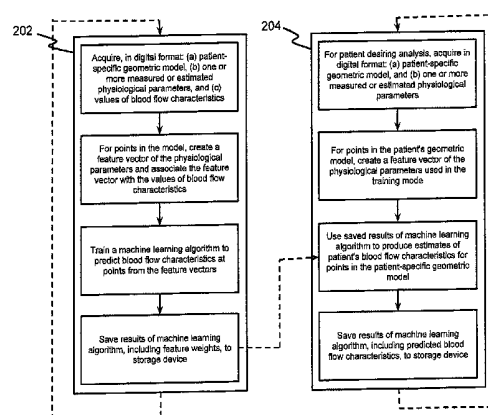 202
Acquire, in digital format: (a) patient-
specific geometric model, (b) one or
more measured or estimated
physiological parameters, and (c)
values of blood flow characteristics
For points in the model, create a
feature vector of the physiological
parameters and associate the feature
vector with the values of blood flow
characteristics
Train a machine learning algorithm to
predict blood flow characteristics at
points from the feature vectors
Save results of machine learning
algorithm, including feature weights, to
storage device
204
For patient desiring analysis, acquire in
digital format: (a) patient-specific
geometric model, and (b) one or more
measured or estimated physiological
parameters
For points in the patient's geometric
model, create a feature vector of the
physiological parameters used in the
training mode
Use saved results of machine learning
algorithm to produce estimates of
patient's blood flow characteristics for
points in the patient-specific geometric
model
Save results of machine learning
algorithm, including predicted blood
flow characteristics, to storage device